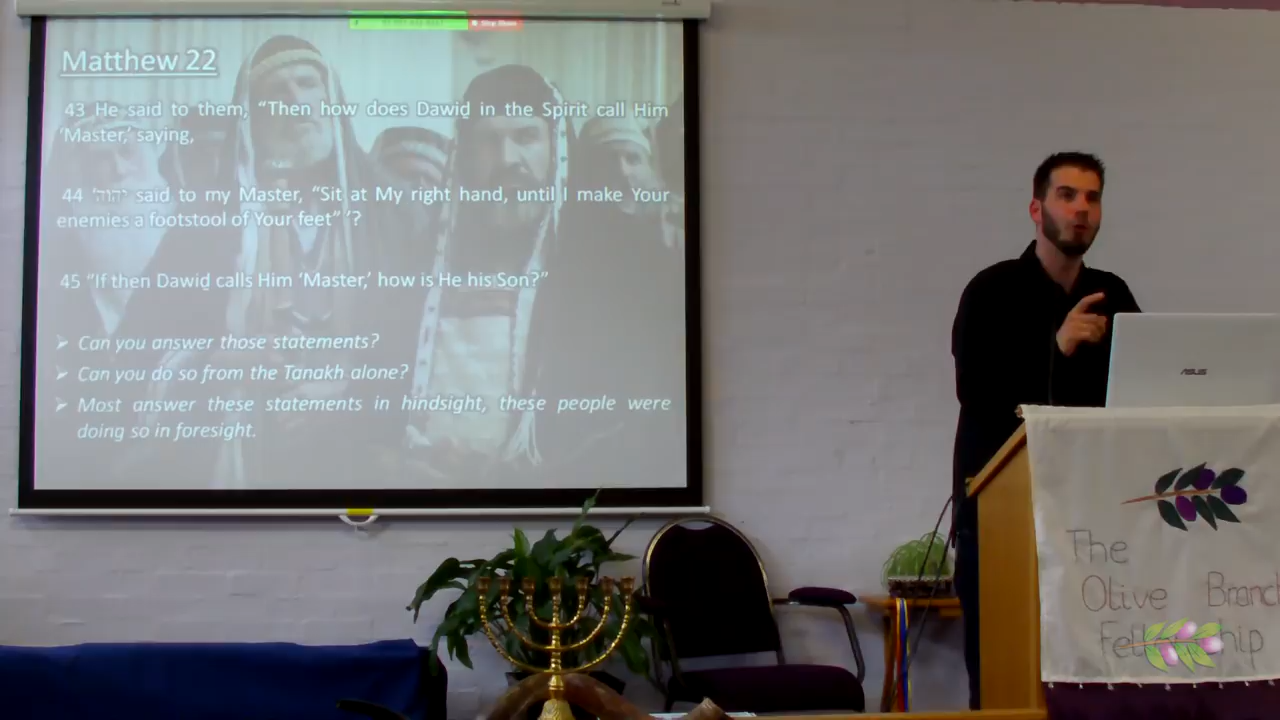 Stop Share
Matthew 22
43 He said to them, “Then how does Dawiḏ in the Spirit call Him
‘Master,’ saying,
44 ‘יהוה said to my Master, “Sit at My right hand, until I make Your
enemies a footstool of Your feet” ’?
45 “If then Dawiḏ calls Him ‘Master,’ how is He his Son?”
➢ Can you answer those statements?
➢ Can you do so from the Tanakh alone?
➢ Most answer these statements in hindsight, these people were
doing so in foresight.
ASUS
The
Olive Branch
Fellowship